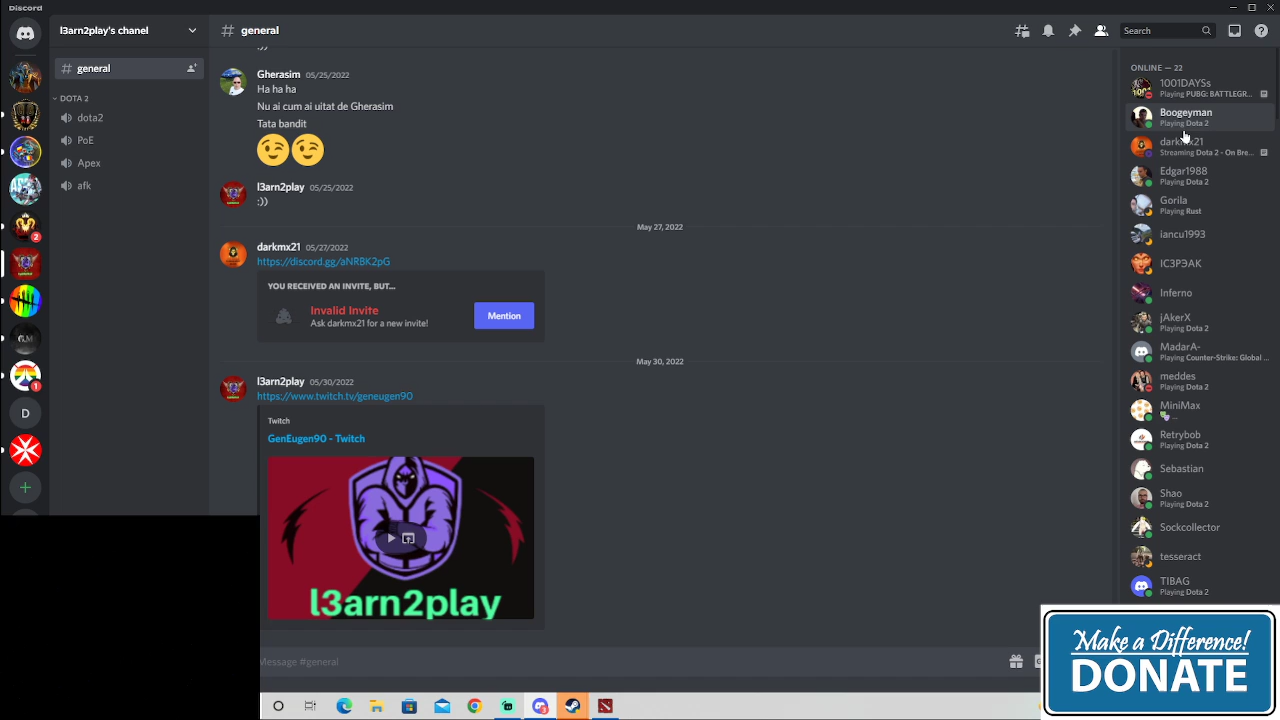 Discord
l3arn2play's chanel
# general
Search
# general
DOTA 2
dota2
PoE
Apex
afk
:))
Gherasim 05/25/2022
Ha ha ha
Nu ai cum ai uitat de Gherasim
Tata bandit
l3arn2play 05/25/2022
:))
May 27, 2022
darkmx21 05/27/2022
https://discord.gg/aNRBK2pG
YOU RECEIVED AN INVITE, BUT...
Invalid Invite
Ask darkmx21 for a new invite!
Mention
May 30, 2022
l3arn2play 05/30/2022
https://www.twitch.tv/geneugen90
Twitch
GenEugen90 - Twitch
l3arn2play
Message #general
ONLINE — 22
1001DAYSs
Playing PUBG: BATTLEGR...
Boogeyman
Playing Dota 2
darkmx21
Streaming Dota 2 - On Bre...
Edgar1988
Playing Dota 2
Gorila
Playing Rust
iancu1993
IC3PЭAK
Inferno
jAkerX
Playing Dota 2
MadarA-
Playing Counter-Strike: Global ...
meddes
Playing Dota 2
MiniMax
...
Retrybob
Playing Dota 2
Sebastian
Shao
Playing Dota 2
Sockcollector
tesseract
TIBAG
Playing Dota 2
2
G.M
1
D
Make a Difference!
DONATE